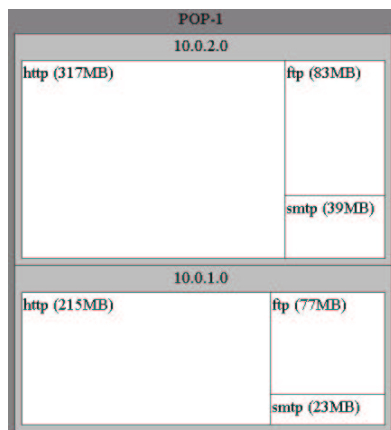 POP-1
10.0.2.0
http (317MB)
ftp (83MB)
smtp (39MB)
10.0.1.0
http (215MB)
ftp (77MB)
smtp (23MB)